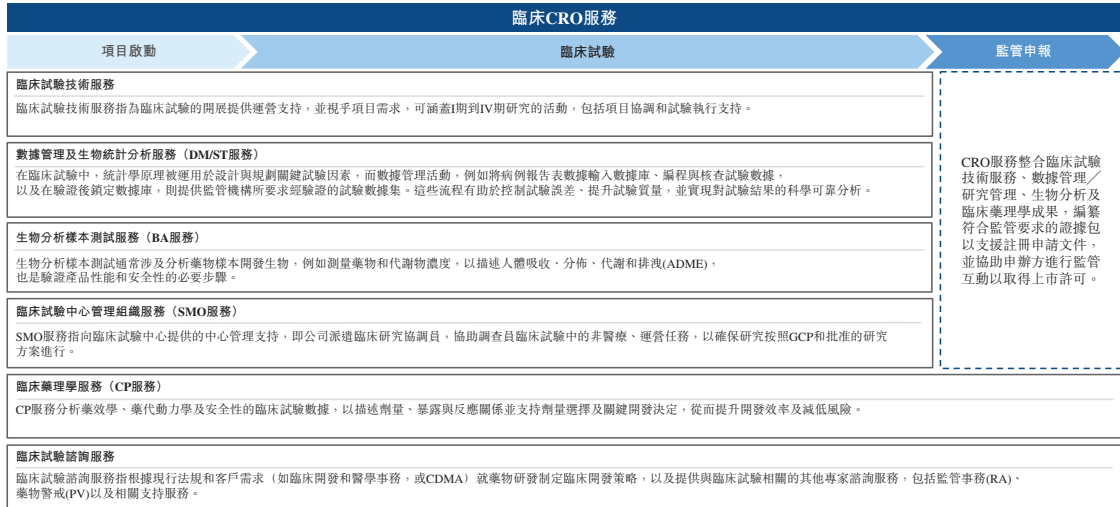 臨床CRO服務
項目啟動
臨床試驗
監管申報
臨床試驗技術服務
臨床試驗技術服務指為臨床試驗的開展提供運營支持，並視乎項目需求，可涵蓋I期到IV期研究的活動，包括項目協調和試驗執行支持。
數據管理及生物統計分析服務（DM/ST服務）
在臨床試驗中，統計學原理被運用於設計與規劃關鍵試驗因素，而數據管理活動，例如將病例報告表數據輸入數據庫、編程與核查試驗數據，
以及在驗證後鎖定數據庫，則提供監管機構所要求經驗證的試驗數據集。這些流程有助於控制試驗誤差、提升試驗質量，並實現對試驗結果的科學可靠分析。
生物分析樣本測試服務（BA服務）
生物分析樣本測試通常涉及分析藥物樣本開發生物，例如測量藥物和代謝物濃度，以描述人體吸收、分佈、代謝和排洩(ADME)，
也是驗證產品性能和安全性的必要步驟。
臨床試驗中心管理組織服務（SMO服務）
SMO服務指向臨床試驗中心提供的中心管理支持，即公司派遣臨床研究協調員，協助調查員臨床試驗中的非醫療、運營任務，以確保研究按照GCP和批准的研究
方案進行。
CRO服務整合臨床試驗
技術服務、數據管理／
研究管理、生物分析及
臨床藥理學成果，編纂
符合監管要求的證據包
以支援註冊申請文件，
並協助申辦方進行監管
互動以取得上市許可。
臨床藥理學服務（CP服務）
CP服務分析藥效學、藥代動力學及安全性的臨床試驗數據，以描述劑量、暴露與反應關係並支持劑量選擇及關鍵開發決定，從而提升開發效率及減低風險。
臨床試驗諮詢服務
臨床試驗諮詢服務指根據現行法規和客戶需求（如臨床開發和醫學事務，或CDMA）就藥物研發制定臨床開發策略，以及提供與臨床試驗相關的其他專家諮詢服務，包括監管事務(RA)、
藥物警戒(PV)以及相關支持服務。